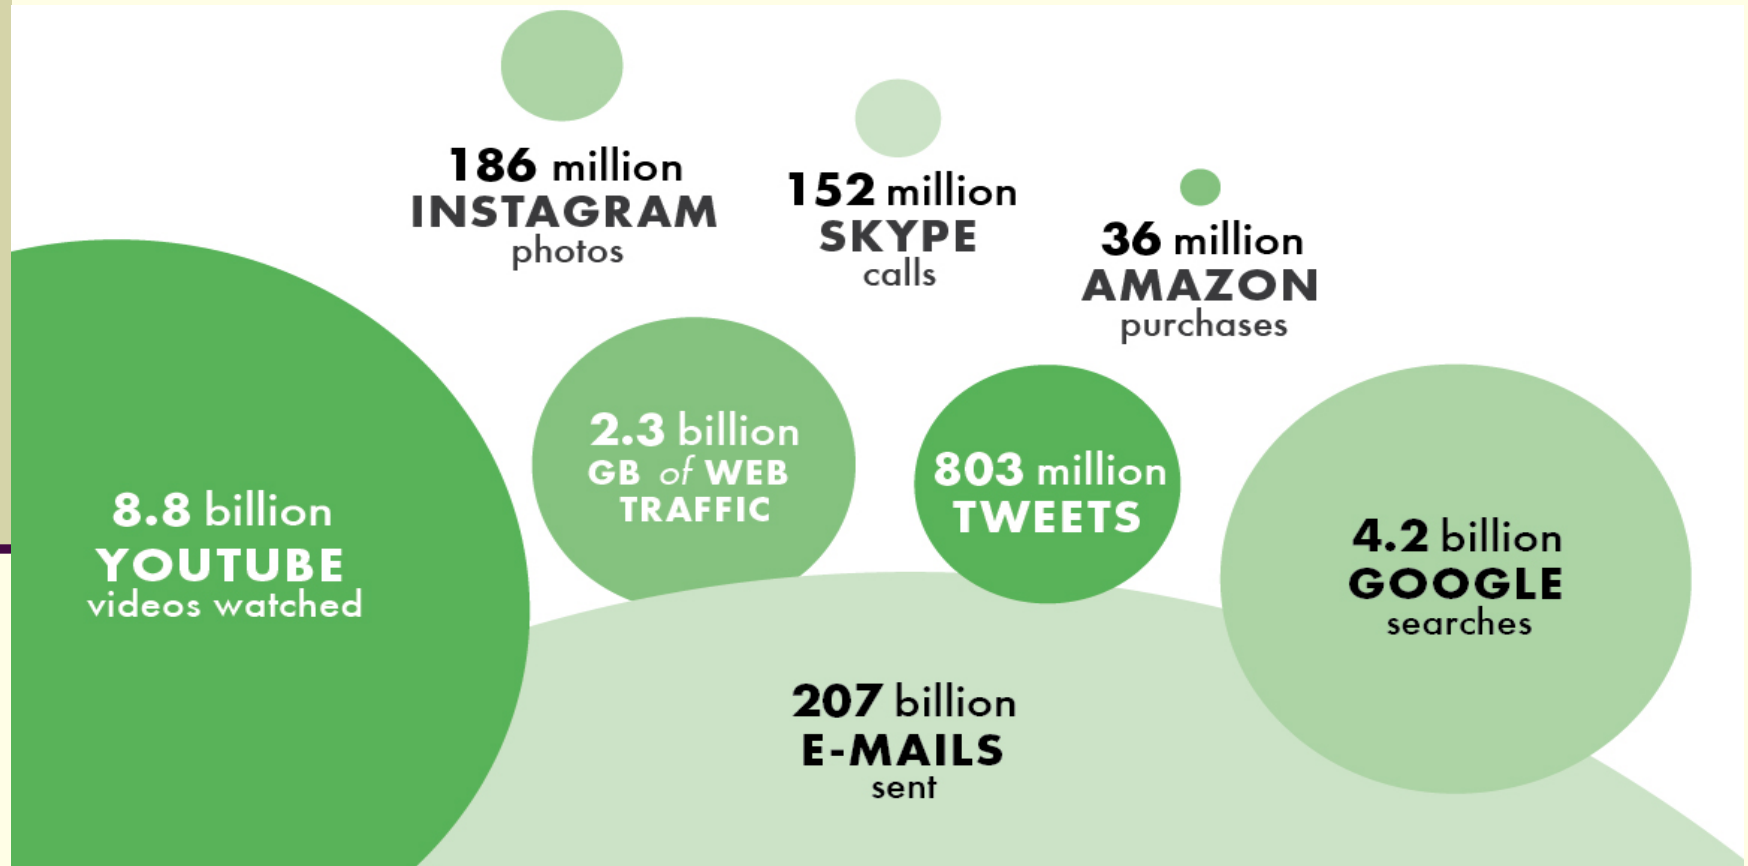 186 million
INSTAGRAM
photos
152 million
SKYPE
calls
36 million
AMAZON
purchases
8.8 billion
YOUTUBE
videos watched
2.3 billion
GB of WEB
TRAFFIC
803 million
TWEETS
4.2 billion
GOOGLE
searches
207 billion
E-MAILS
sent